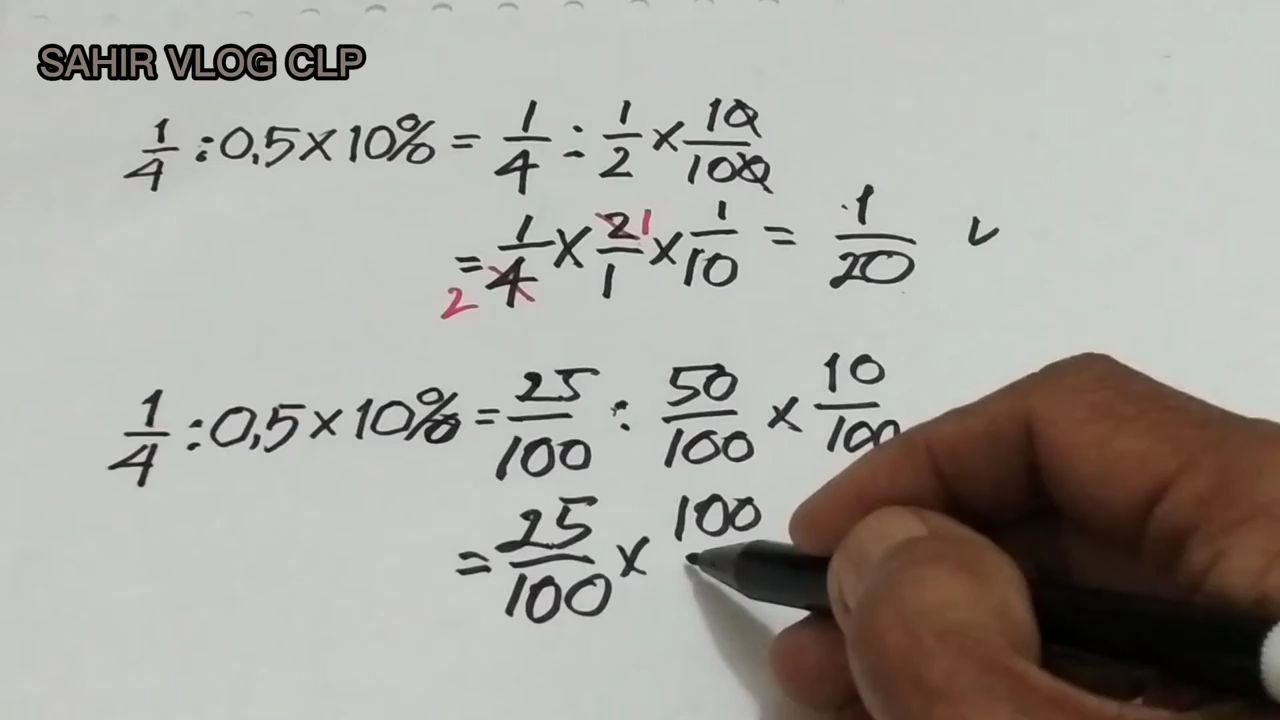 SAHIR VLOG CLP
1/4 : 0,5 × 10% = 1/4 ÷ 1/2 × 10/100
= 1/4 × 2/1 × 1/10 = 1/20 ✓
2 1
1/4 : 0,5 × 10% = 25/100 : 50/100 × 10/100
= 25/100 × 100